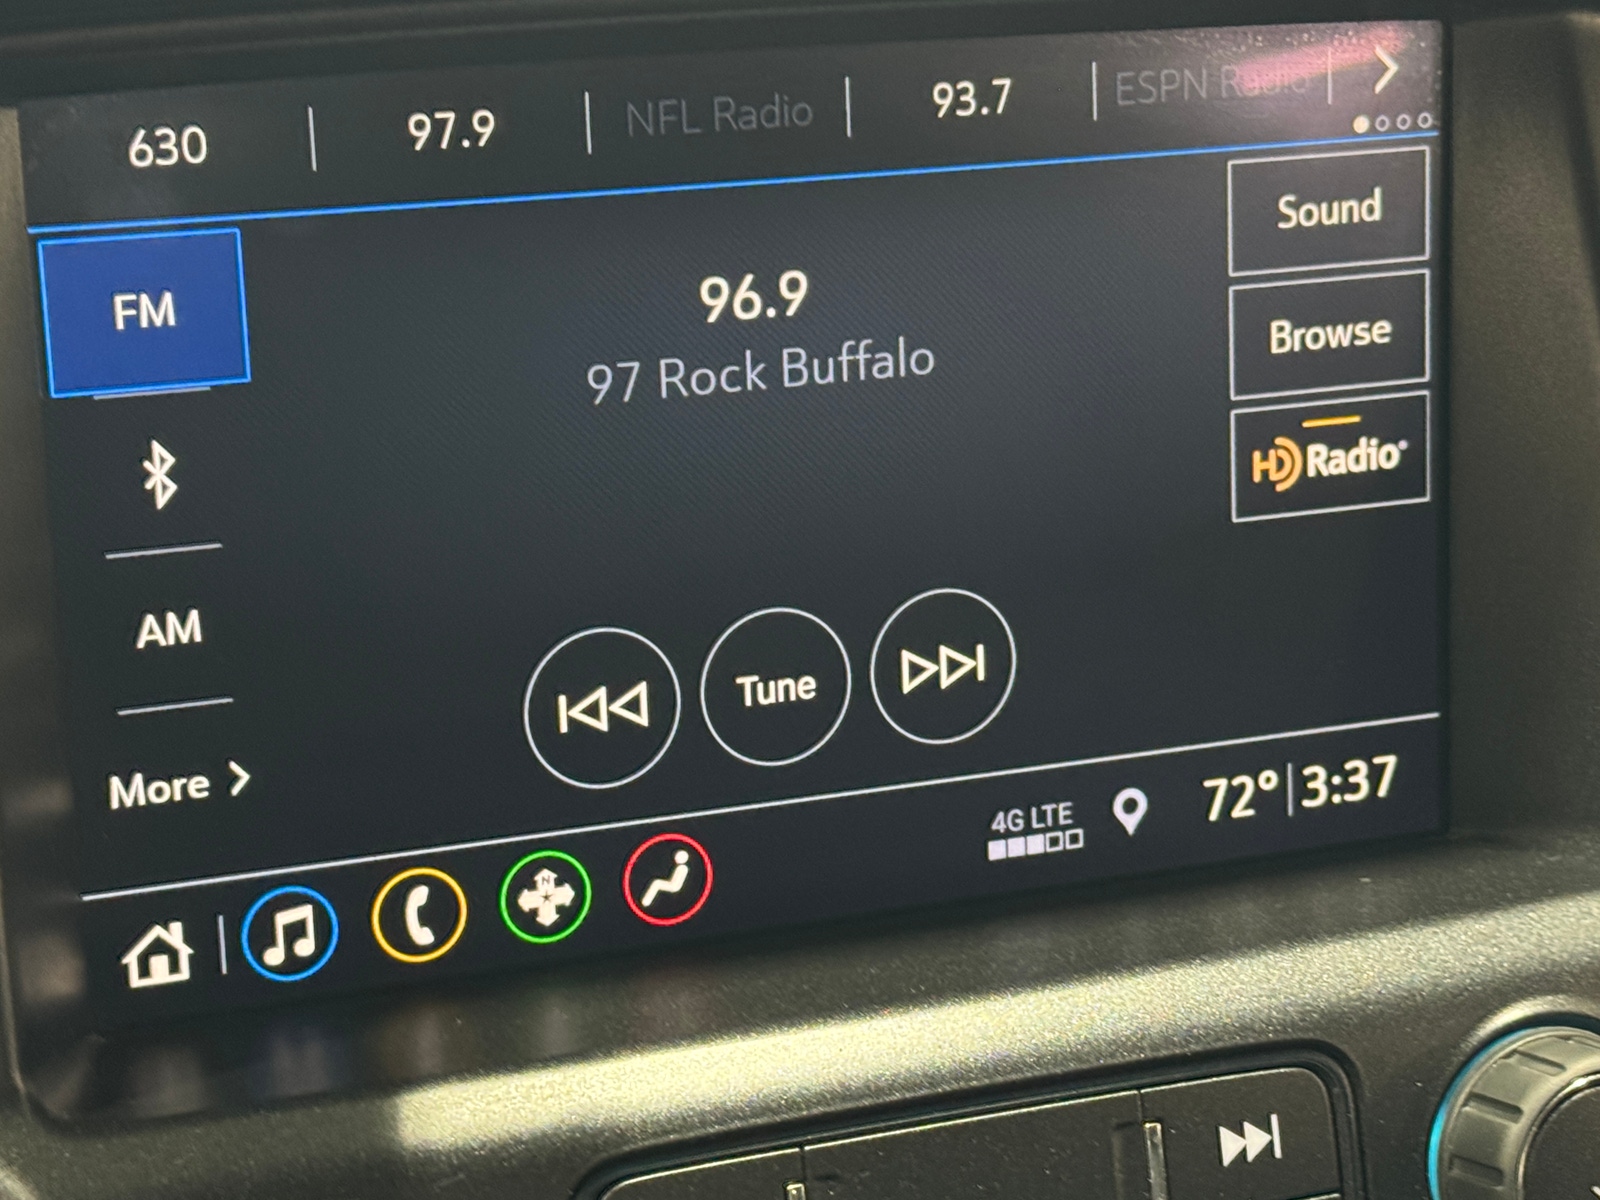 630 97.9 NFL Radio 93.7 ESPN Radio
FM
96.9
97 Rock Buffalo
Sound
Browse
HD Radio
AM
Tune
More
4G LTE
72° 3:37
N